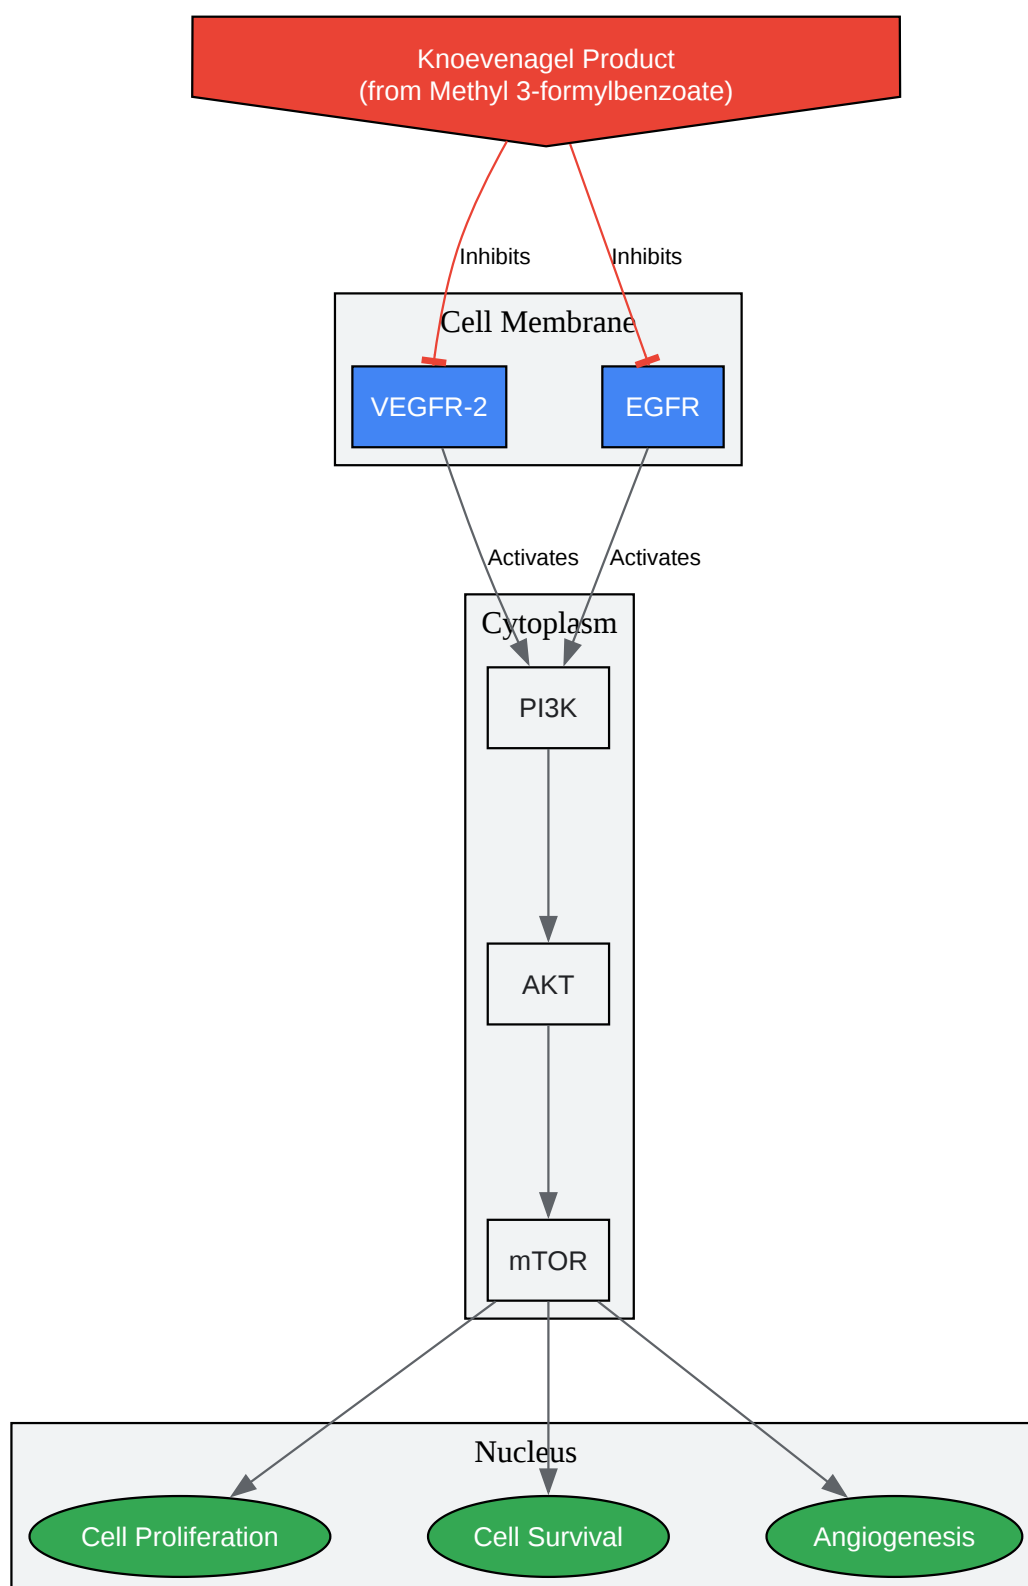 Knoevenagel Product
(from Methyl 3-formylbenzoate)
Inhibits
Inhibits
Cell Membrane
VEGFR-2
EGFR
Activates
Activates
Cytoplasm
PI3K
AKT
mTOR
Nucleus
Cell Proliferation
Cell Survival
Angiogenesis